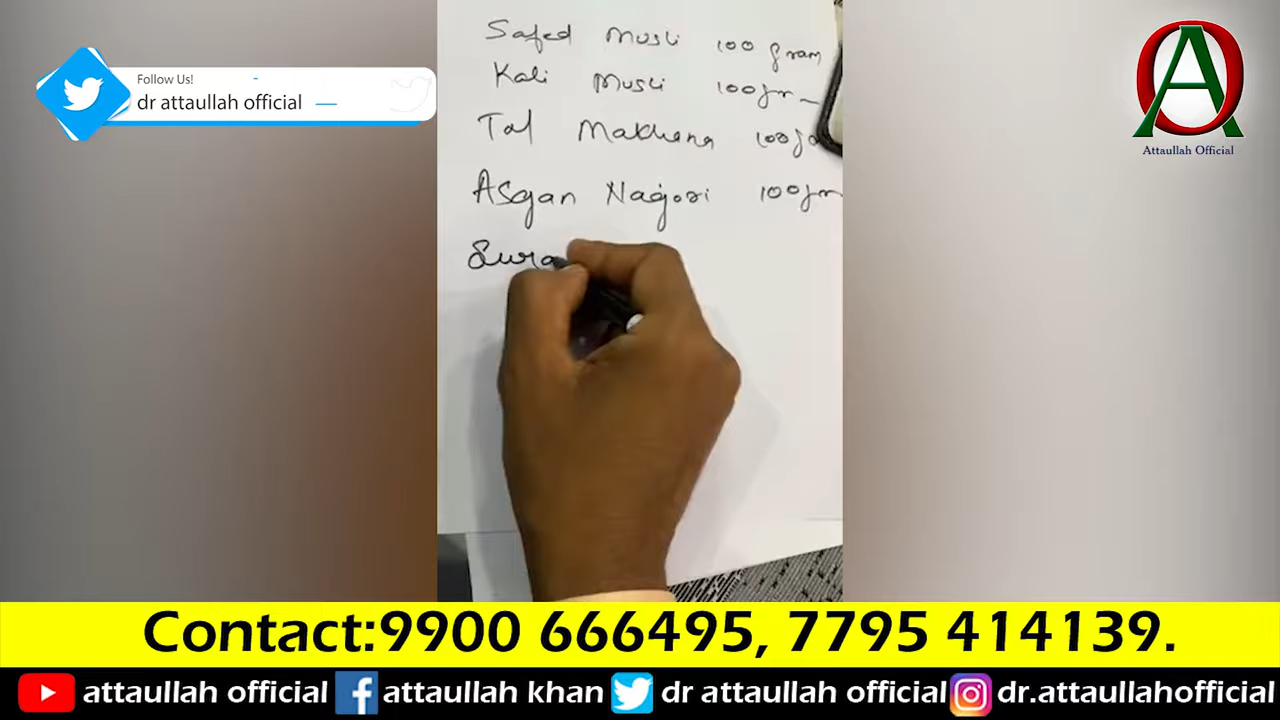 Follow Us!
dr attaullah official
Attaullah Official
Safed Musli 100 gram
Kali Musli 100gm
Tal Makhana 100g
Asgan Nagori 100gm
Sura
Contact:9900 666495, 7795 414139.
attaullah official attaullah khan dr attaullah official dr.attaullahofficial